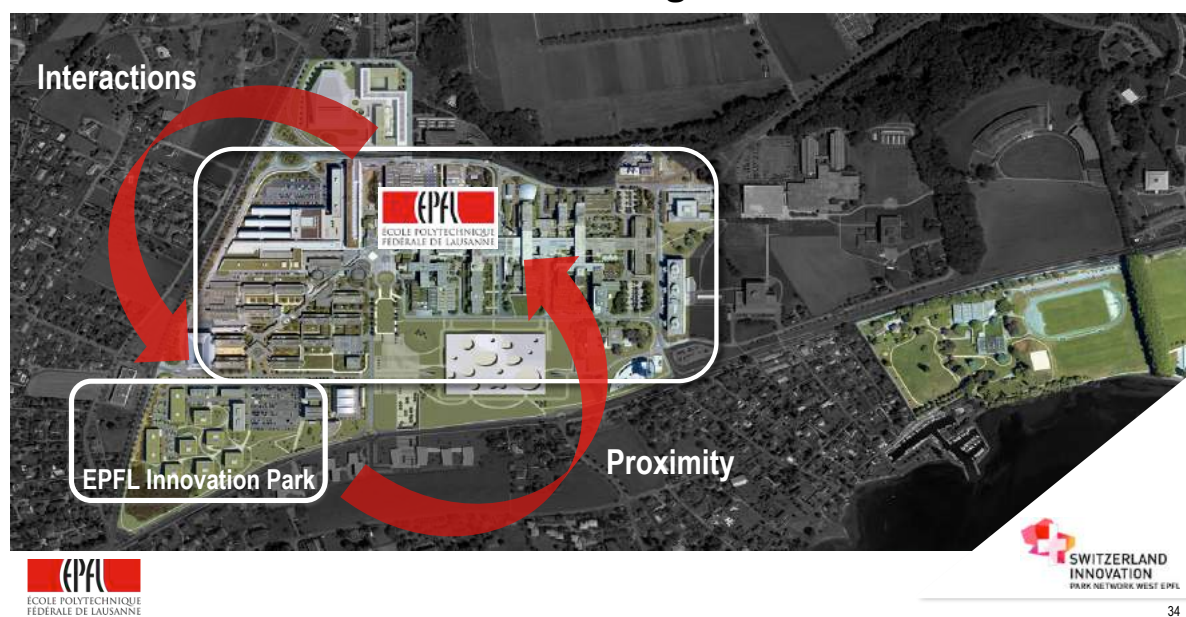 Interactions
EPFL
ÉCOLE POLYTECHNIQUE
FÉDÉRALE DE LAUSANNE
Proximity
EPFL Innovation Park
EPFL
ÉCOLE POLYTECHNIQUE
FÉDÉRALE DE LAUSANNE
SWITZERLAND
INNOVATION
PARK NETWORK WEST EPFL
34